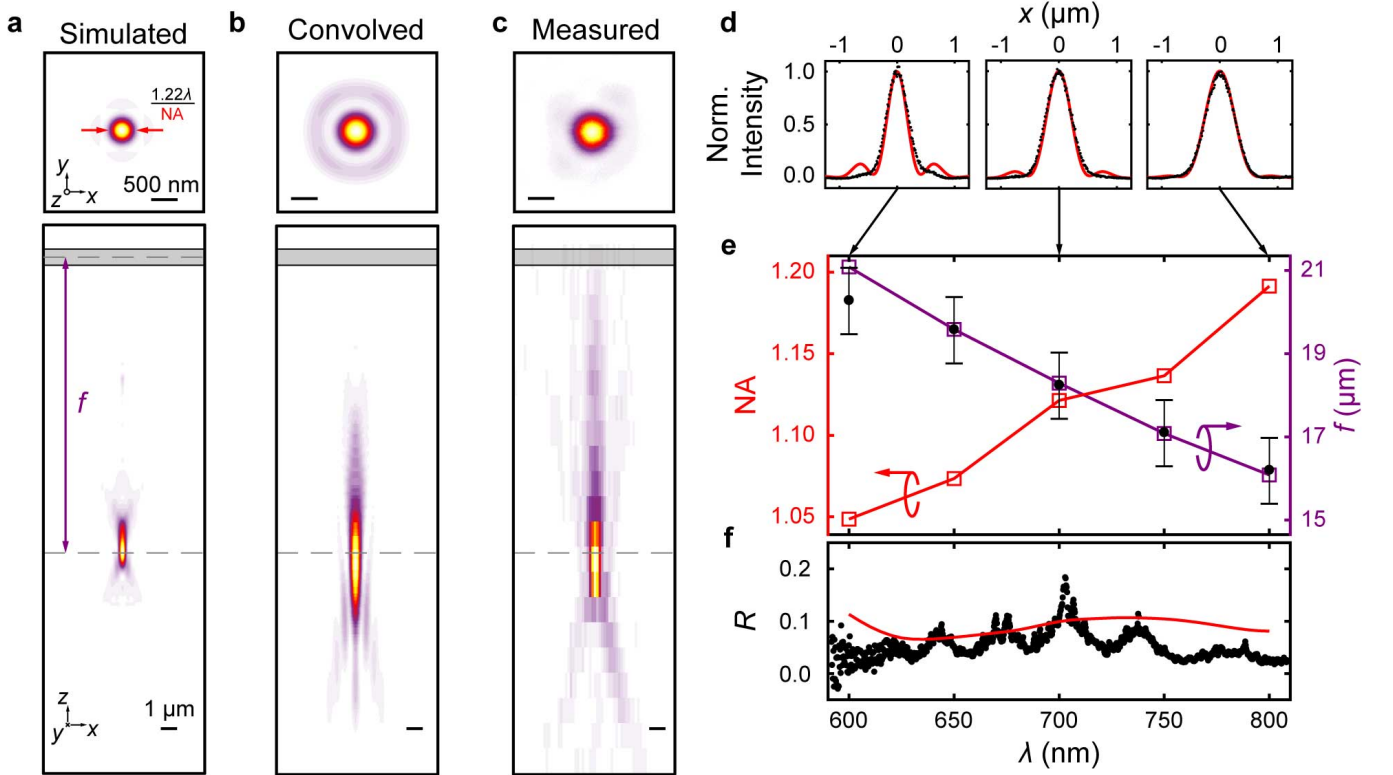 a
Simulated
1.22λ
NA
y
z
x
500 nm
f
z
y
x
1 µm
b
Convolved
c
Measured
d
x (µm)
-1 0 1 -1 0 1 -1 0 1
Norm.
Intensity
1.0
0.5
0.0
e
NA
1.20
1.15
1.10
1.05
21
19
17
15
f (µm)
f
R
0.2
0.1
0.0
600 650 700 750 800
λ (nm)